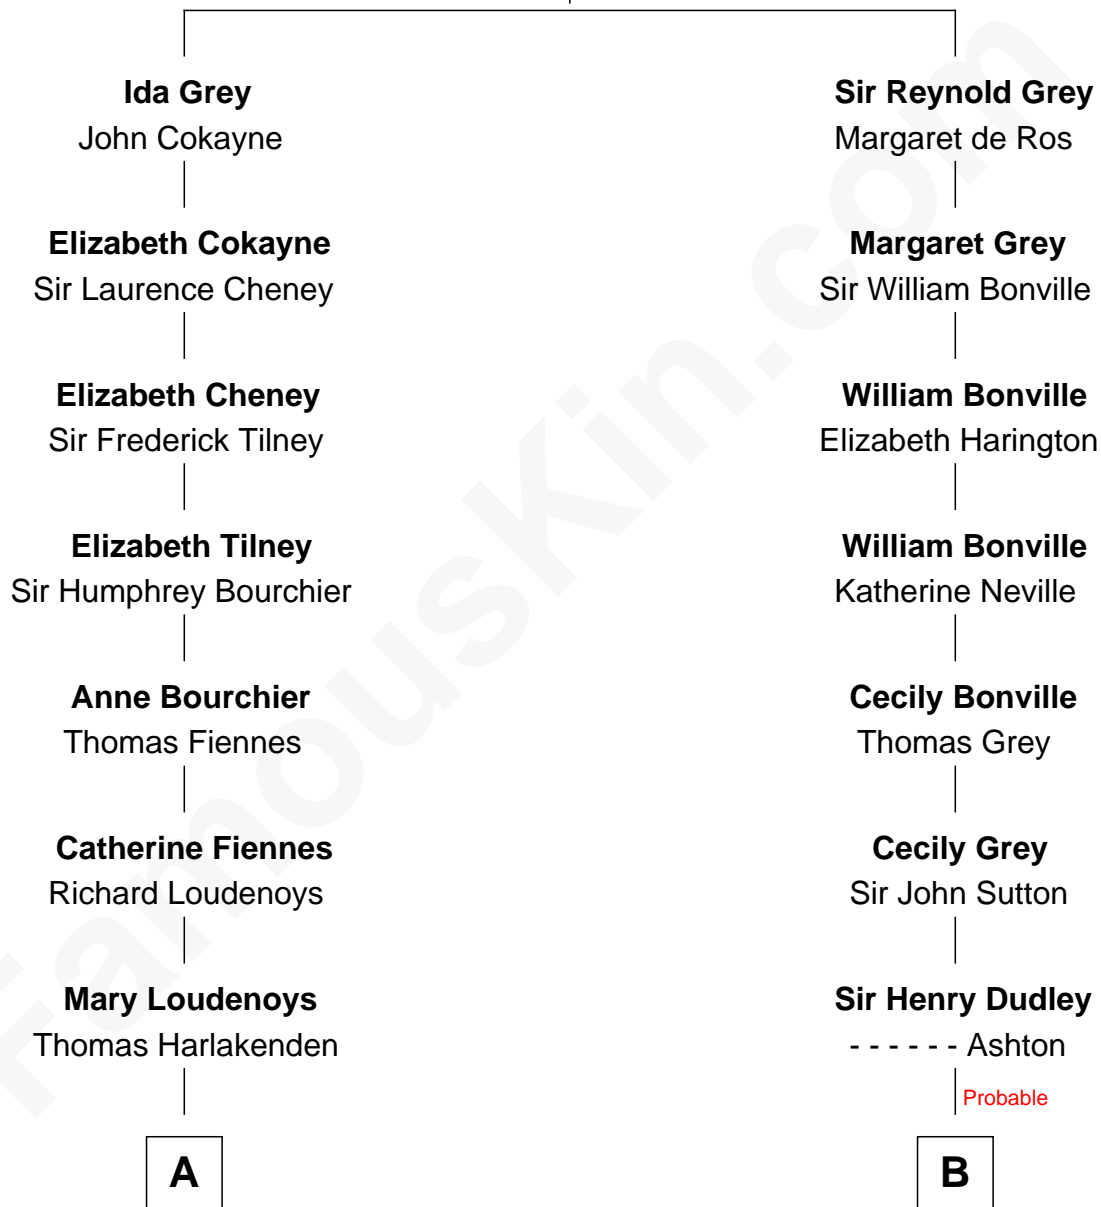 Ida Grey
John Cokayne
Elizabeth Cokayne
Sir Laurence Cheney
Elizabeth Cheney
Sir Frederick Tilney
Elizabeth Tilney
Sir Humphrey Bourchier
Anne Bourchier
Thomas Fiennes
Catherine Fiennes
Richard Loudenoys
Mary Loudenoys
Thomas Harlakenden
A
Sir Reynold Grey
Margaret de Ros
Margaret Grey
Sir William Bonville
William Bonville
Elizabeth Harington
William Bonville
Katherine Neville
Cecily Bonville
Thomas Grey
Cecily Grey
Sir John Sutton
Sir Henry Dudley
- - - - - - Ashton
Probable
B
FamousKin.com